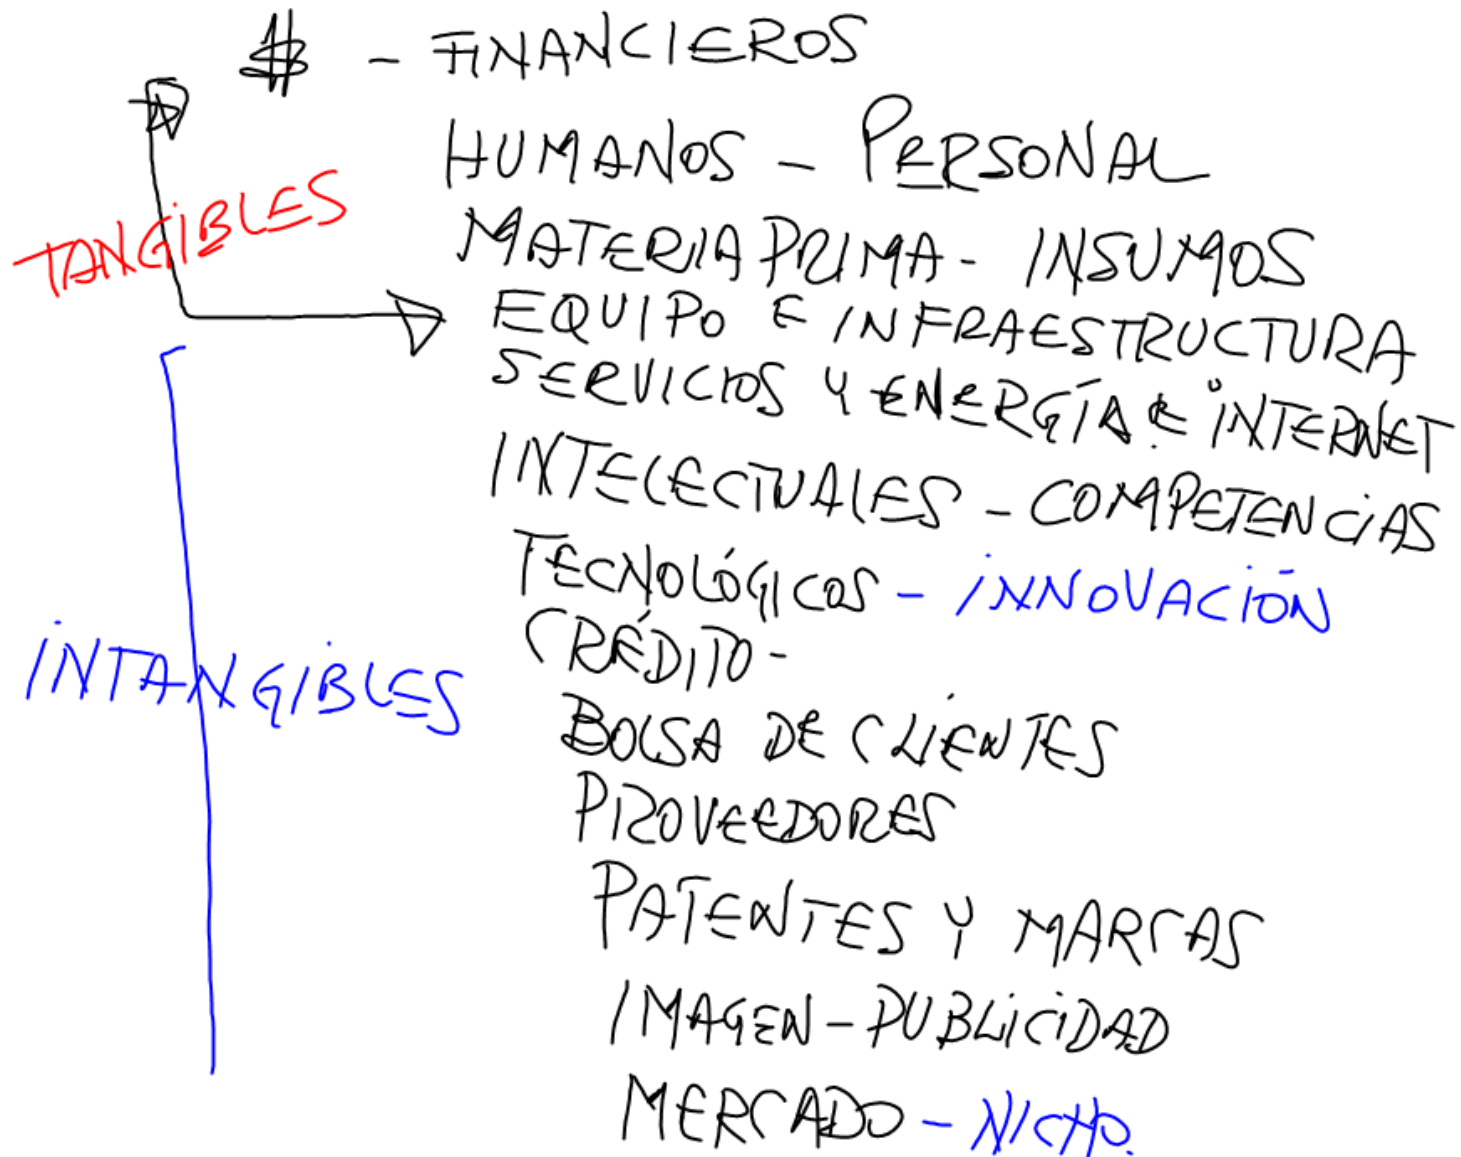 $ - FINANCIEROS
HUMANOS - PERSONAL
TANGIBLES
MATERIA PRIMA - INSUMOS
EQUIPO E INFRAESTRUCTURA
SERVICIOS Y ENERGÍA E INTERNET
INTELECTUALES - COMPETENCIAS
TECNOLÓGICOS - INNOVACIÓN
CRÉDITO -
INTANGIBLES
BOLSA DE CLIENTES
PROVEEDORES
PATENTES Y MARCAS
IMAGEN - PUBLICIDAD
MERCADO - NICHO.